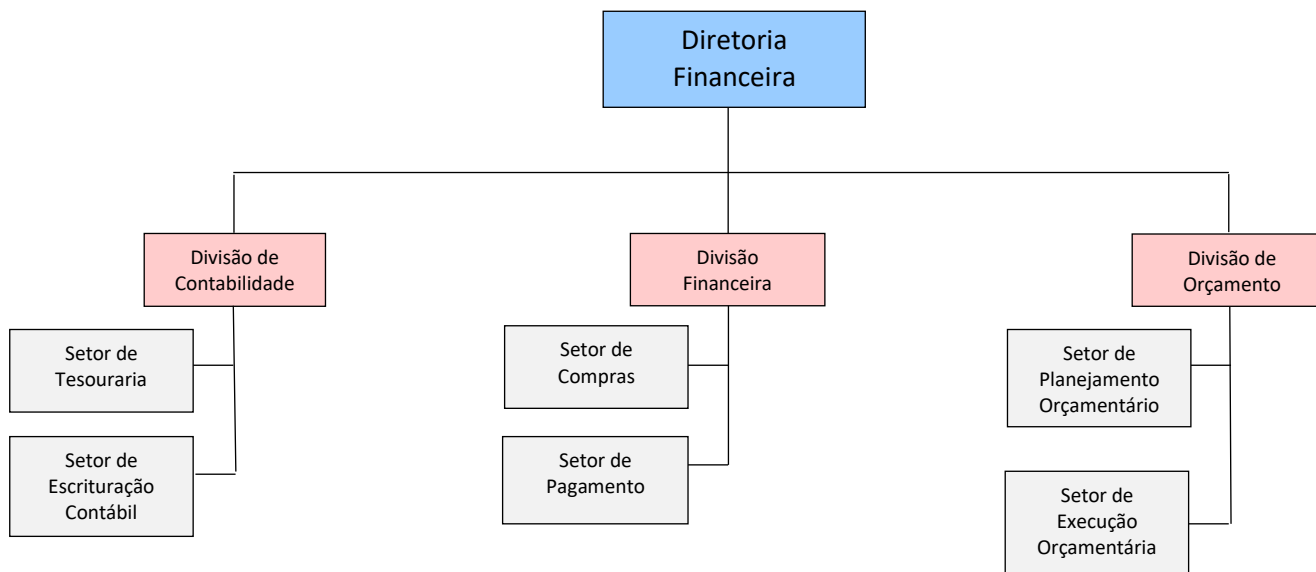 Diretoria
Financeira
Divisão de
Contabilidade
Divisão
Financeira
Divisão de
Orçamento
Setor de
Tesouraria
Setor de
Compras
Setor de
Planejamento
Orçamentário
Setor de
Escrituração
Contábil
Setor de
Pagamento
Setor de
Execução
Orçamentária